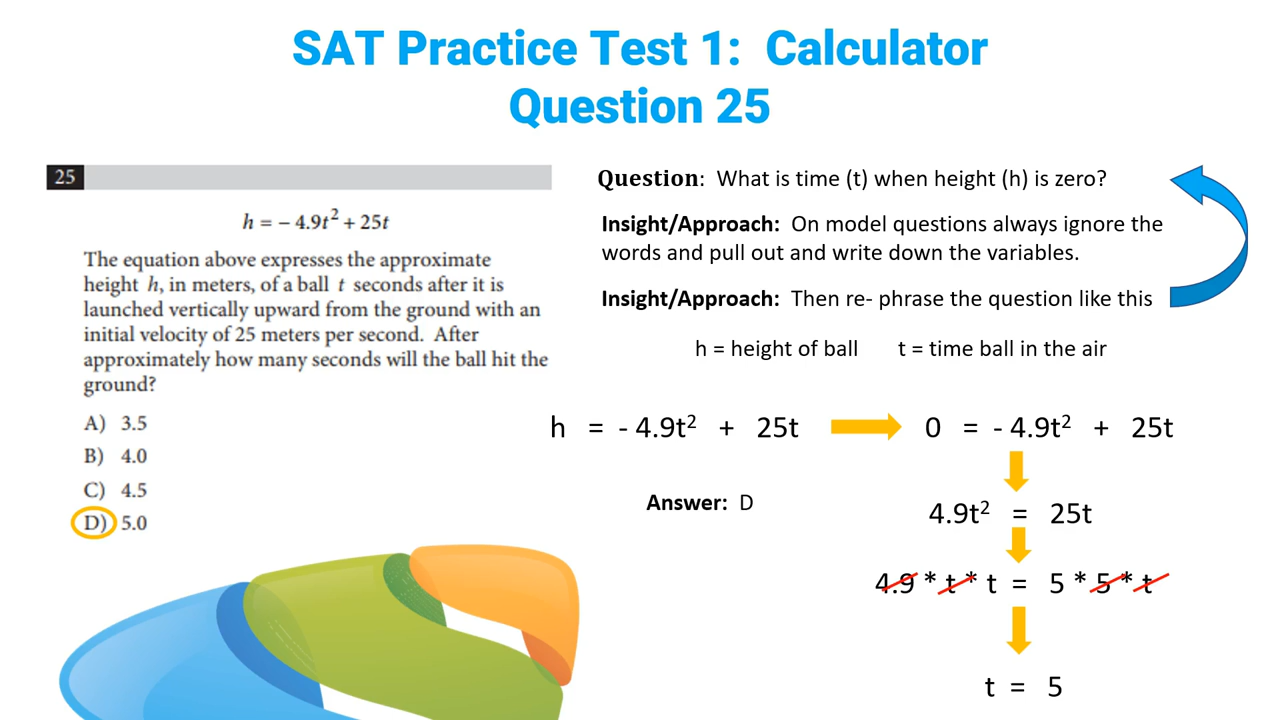 SAT Practice Test 1: Calculator
Question 25
25
h = – 4.9t² + 25t
The equation above expresses the approximate
height h, in meters, of a ball t seconds after it is
launched vertically upward from the ground with an
initial velocity of 25 meters per second. After
approximately how many seconds will the ball hit the
ground?
A) 3.5
B) 4.0
C) 4.5
D) 5.0
Question: What is time (t) when height (h) is zero?
Insight/Approach: On model questions always ignore the
words and pull out and write down the variables.
Insight/Approach: Then re- phrase the question like this
h = height of ball t = time ball in the air
h = - 4.9t² + 25t
0 = - 4.9t² + 25t
Answer: D
4.9t² = 25t
4.9 * t * t = 5 * 5 * t
t = 5